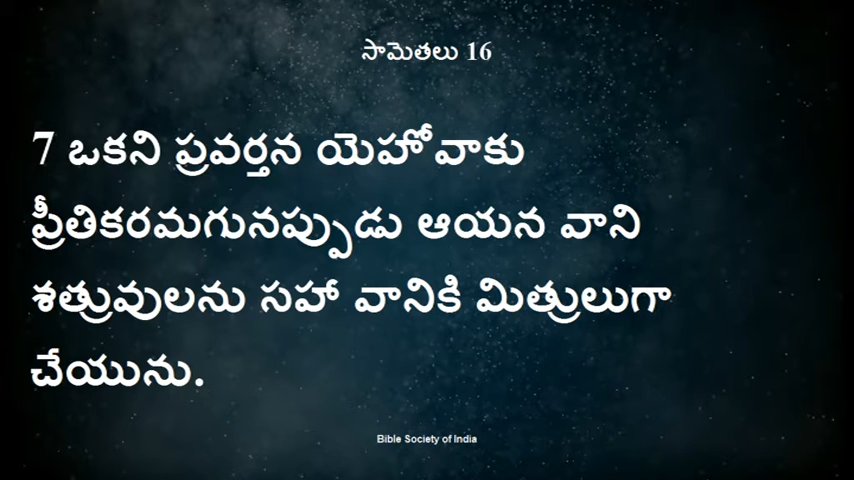 సామెతలు 16
7 ఒకని ప్రవర్తన యెహోవాకు
ప్రీతికరమగునప్పుడు ఆయన వాని
శత్రువులను సహా వానికి మిత్రులుగా
చేయును.
Bible Society of India